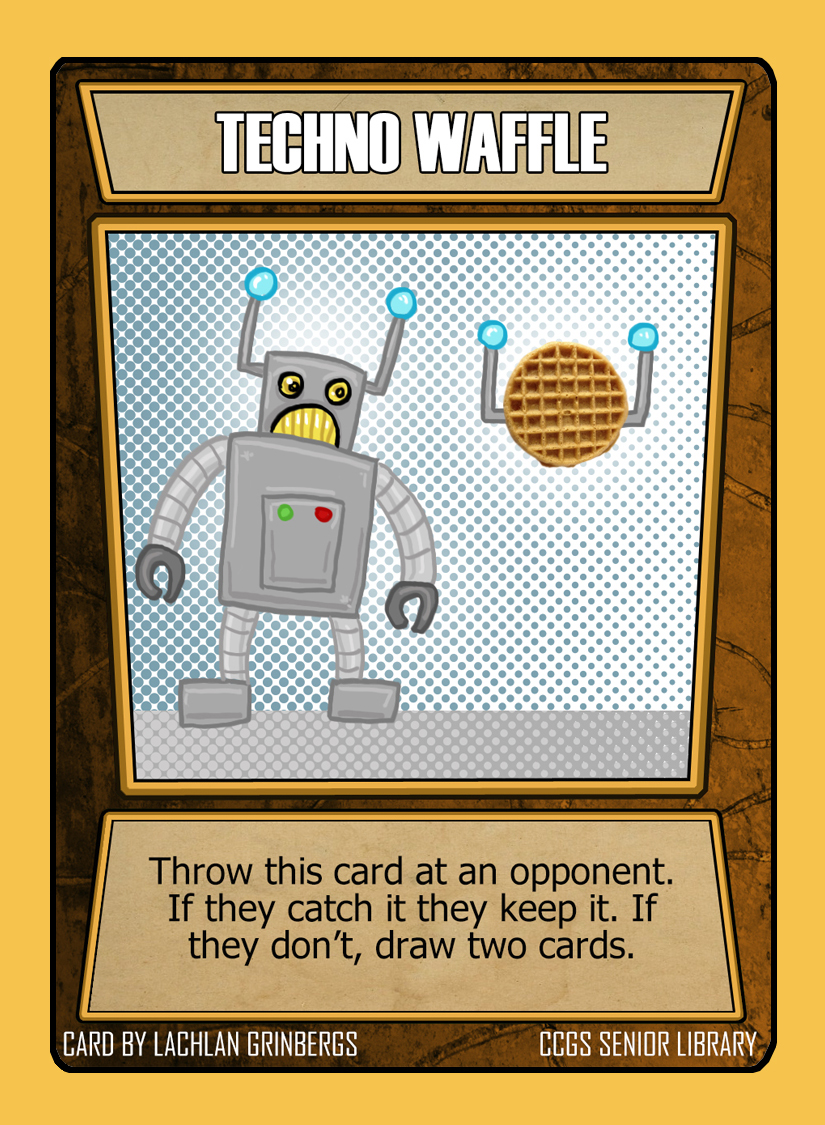 TECHNO WAFFLE
Throw this card at an opponent.
If they catch it they keep it. If
they don't, draw two cards.
CARD BY LACHLAN GRINBERGS
CCGS SENIOR LIBRARY